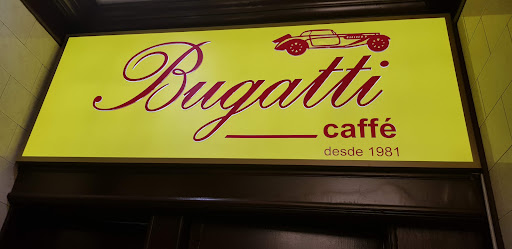 Bugatti
caffé
desde 1981